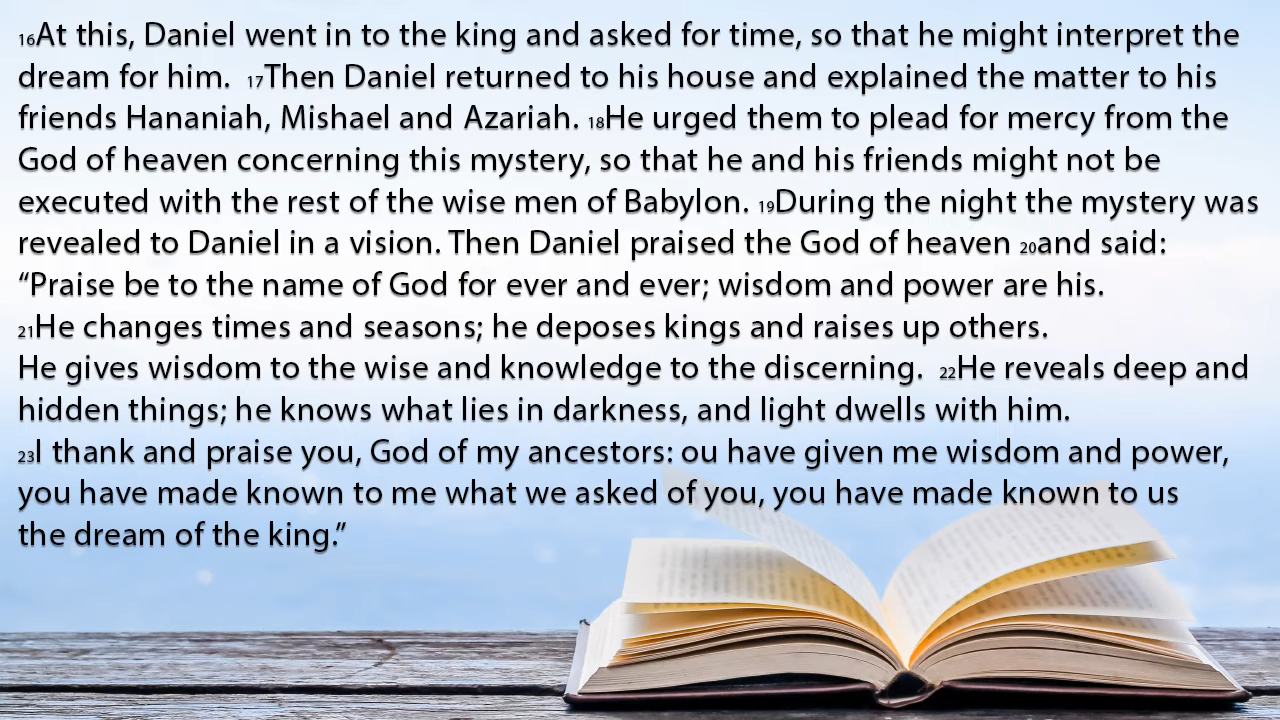 16At this, Daniel went in to the king and asked for time, so that he might interpret the
dream for him. 17Then Daniel returned to his house and explained the matter to his
friends Hananiah, Mishael and Azariah. 18He urged them to plead for mercy from the
God of heaven concerning this mystery, so that he and his friends might not be
executed with the rest of the wise men of Babylon. 19During the night the mystery was
revealed to Daniel in a vision. Then Daniel praised the God of heaven 20and said:
“Praise be to the name of God for ever and ever; wisdom and power are his.
21He changes times and seasons; he deposes kings and raises up others.
He gives wisdom to the wise and knowledge to the discerning. 22He reveals deep and
hidden things; he knows what lies in darkness, and light dwells with him.
23I thank and praise you, God of my ancestors: ou have given me wisdom and power,
you have made known to me what we asked of you, you have made known to us
the dream of the king.”